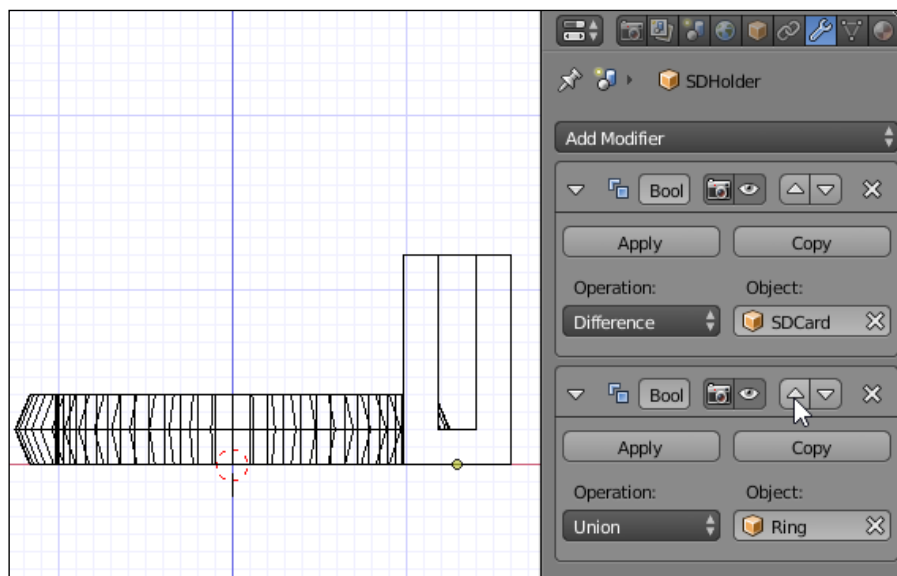 SDHolder
Add Modifier
Bool
Apply Copy
Operation: Object:
Difference SDCard
Bool
Apply Copy
Operation: Object:
Union Ring